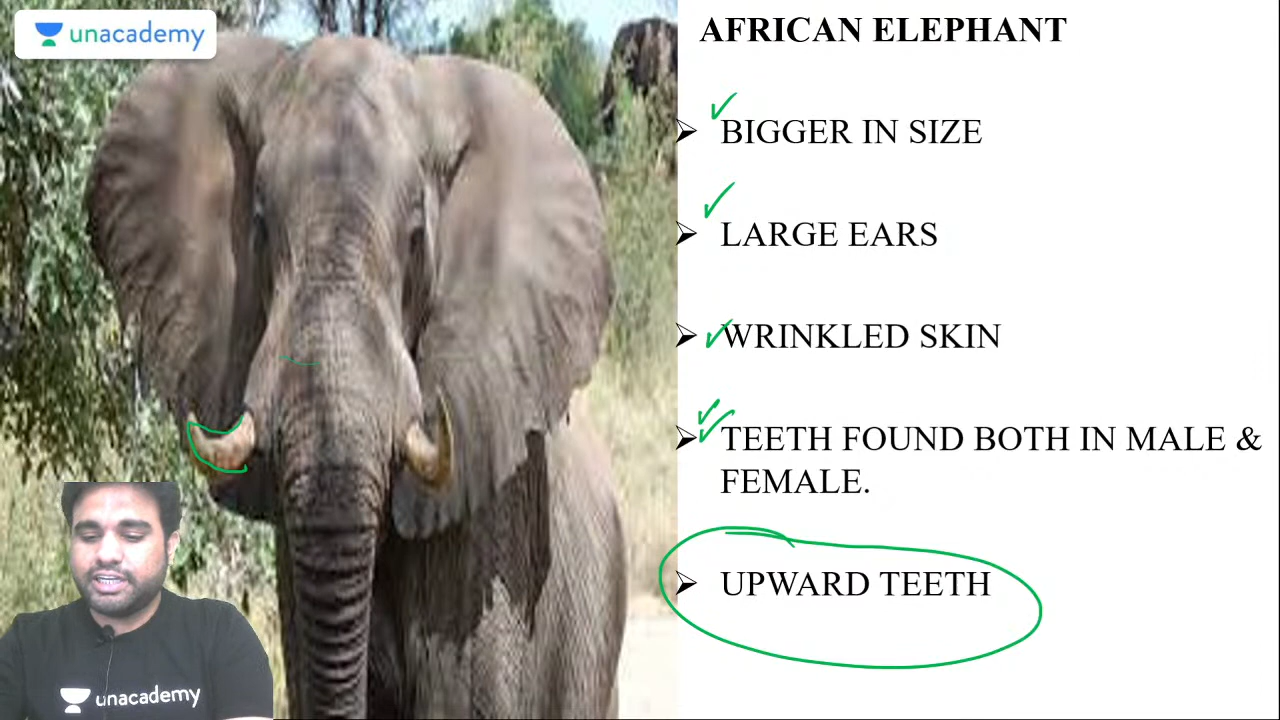 unacademy
AFRICAN ELEPHANT
BIGGER IN SIZE
LARGE EARS
WRINKLED SKIN
TEETH FOUND BOTH IN MALE &
FEMALE.
UPWARD TEETH
unacademy